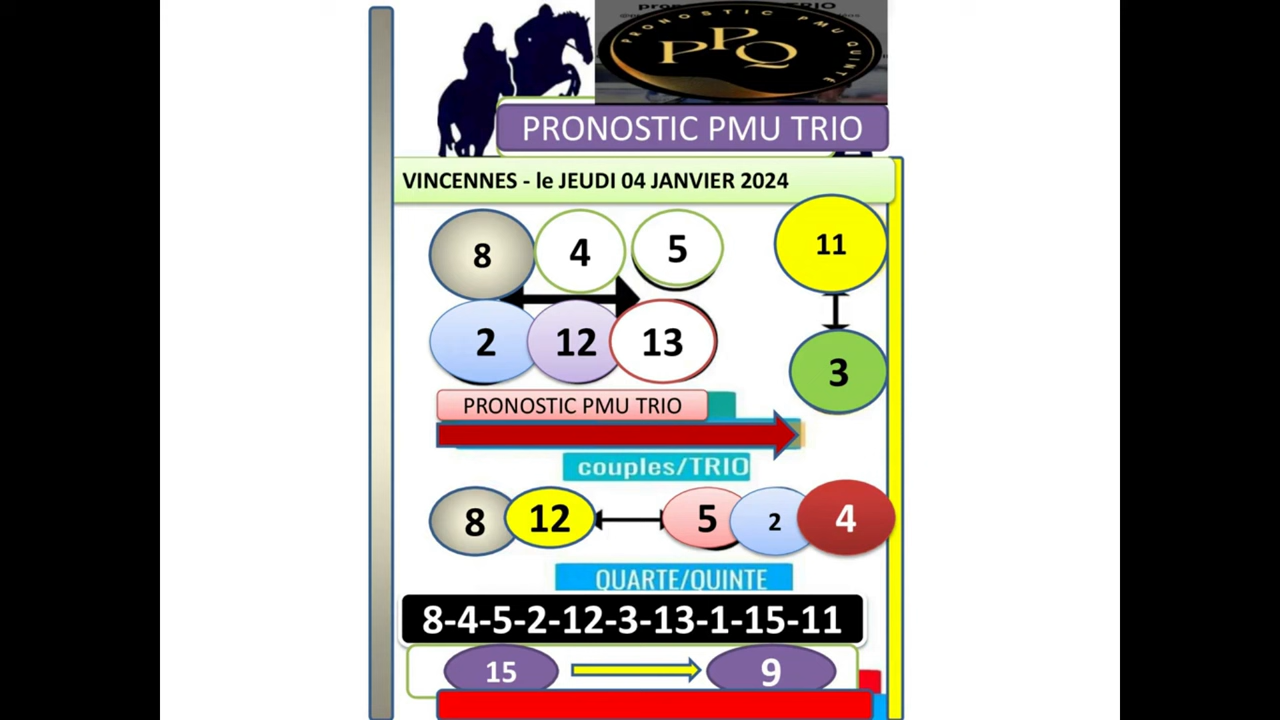 PRONOSTIC PMU QUINTE
PPQ
PRONOSTIC PMU TRIO
VINCENNES - le JEUDI 04 JANVIER 2024
8 4 5 11
2 12 13 3
PRONOSTIC PMU TRIO
couples/TRIO
8 12 5 2 4
QUARTE/QUINTE
8-4-5-2-12-3-13-1-15-11
15 9